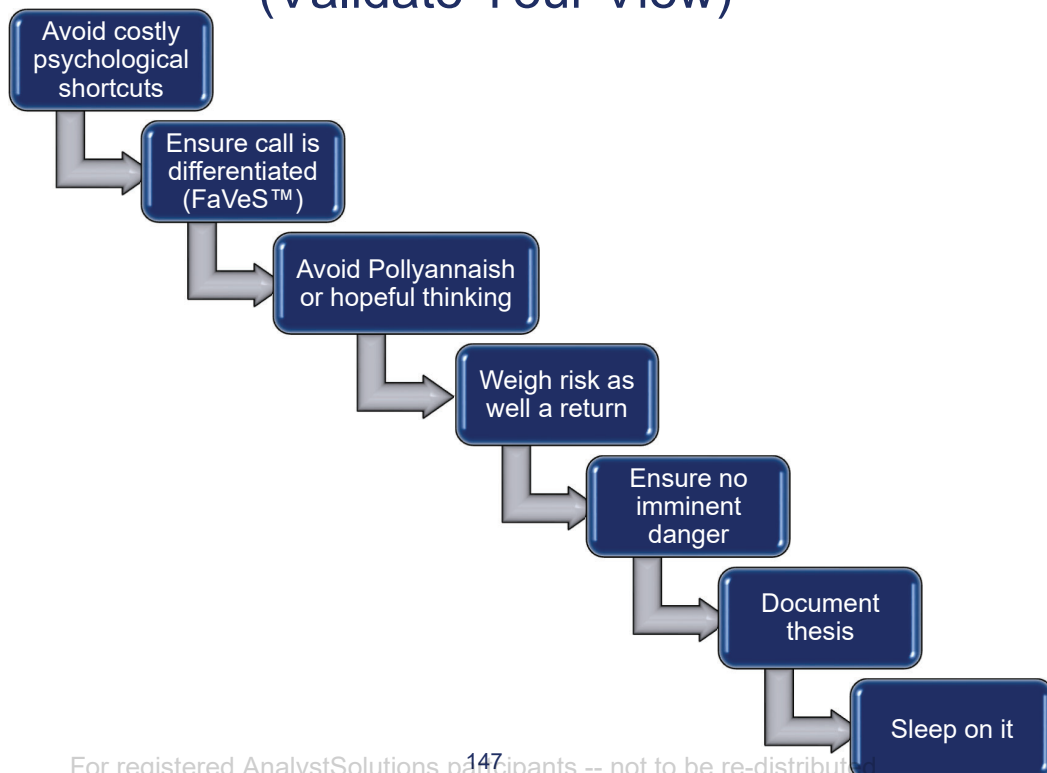 (Validate Your View)
Avoid costly
psychological
shortcuts
Ensure call is
differentiated
(FaVeS™)
Avoid Pollyannaish
or hopeful thinking
Weigh risk as
well a return
Ensure no
imminent
danger
Document
thesis
Sleep on it
147
For registered AnalystSolutions participants -- not to be re-distributed